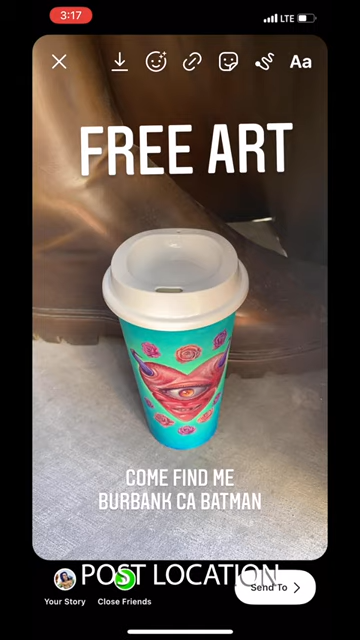 3:17
LTE
Aa
FREE ART
COME FIND ME
BURBANK CA BATMAN
POST LOCATION
Your Story
Close Friends
Send To